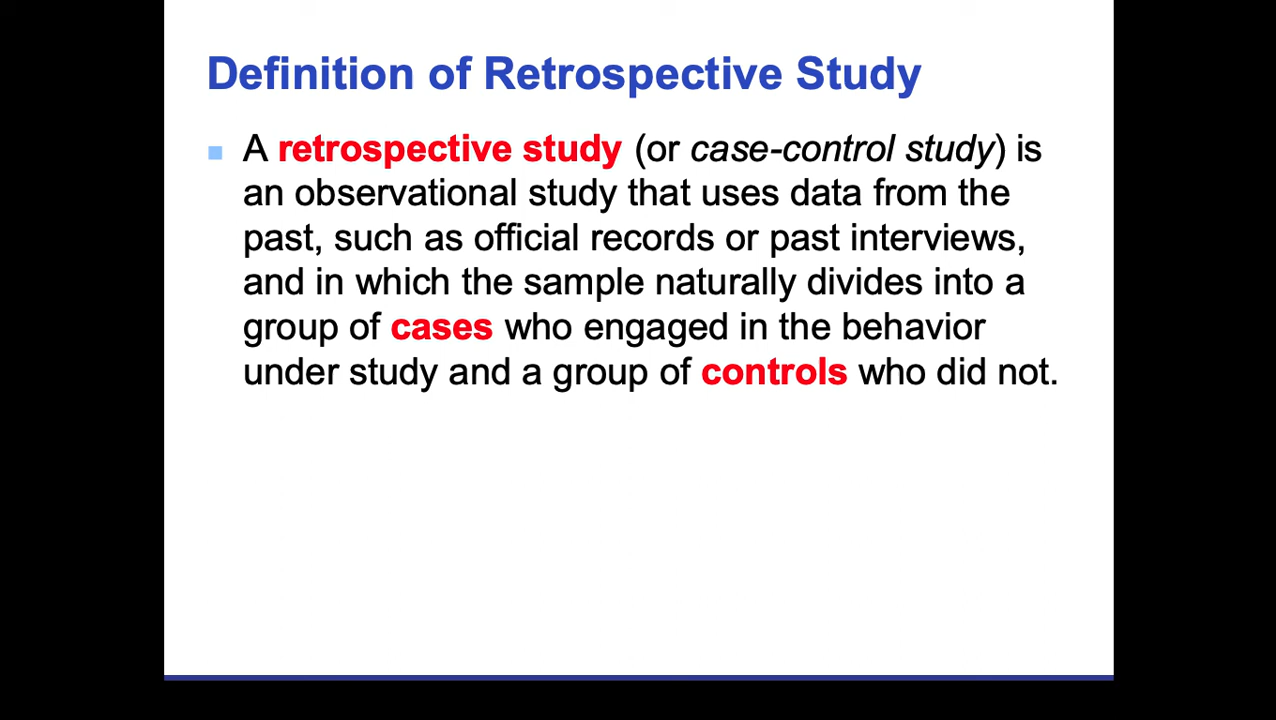 Definition of Retrospective Study
A retrospective study (or case-control study) is
an observational study that uses data from the
past, such as official records or past interviews,
and in which the sample naturally divides into a
group of cases who engaged in the behavior
under study and a group of controls who did not.